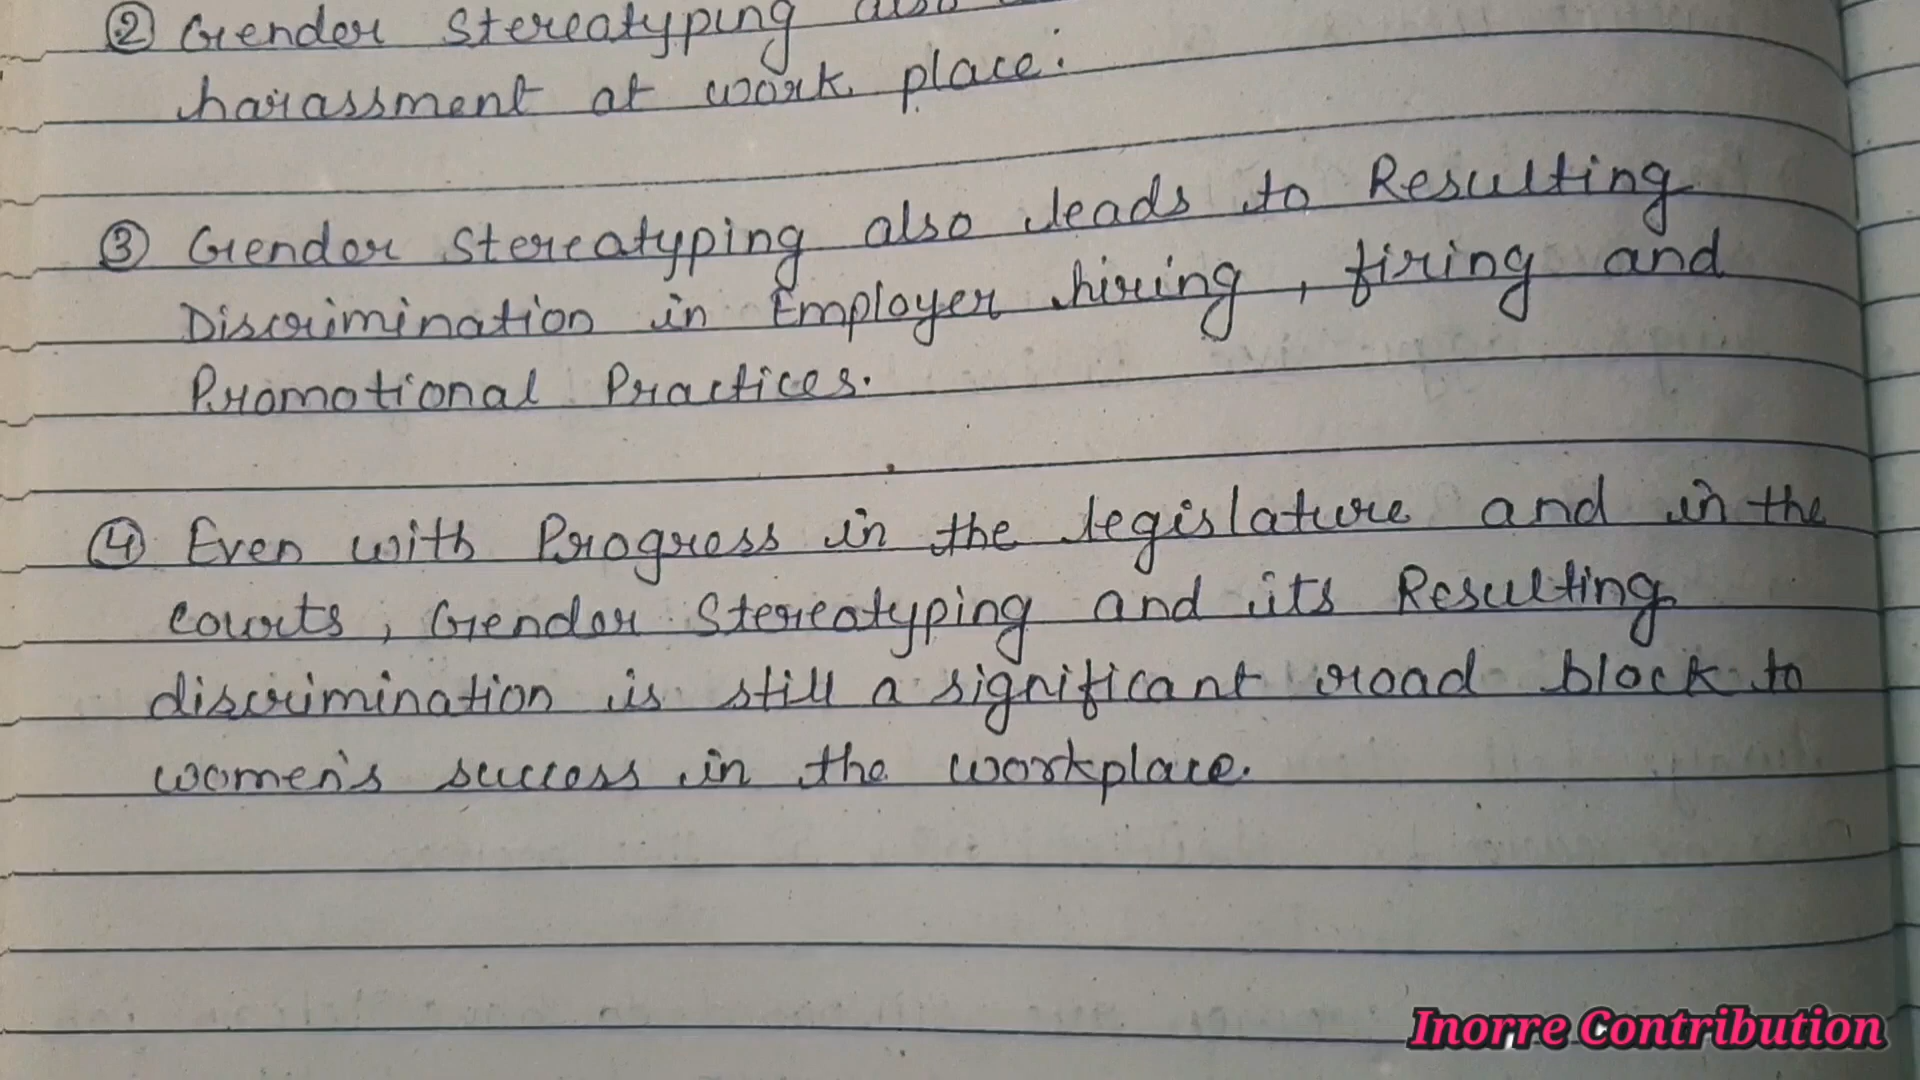 ② Gender Stereotyping also
harassment at work place.
③ Gender Stereotyping also leads to Resulting
Discrimination in Employer hiring, firing and
Promotional Practices.
④ Even with Progress in the legislature and in the
courts, Gender Stereotyping and its Resulting
discrimination is still a significant road block to
women's success in the workplace.
Inorre Contribution